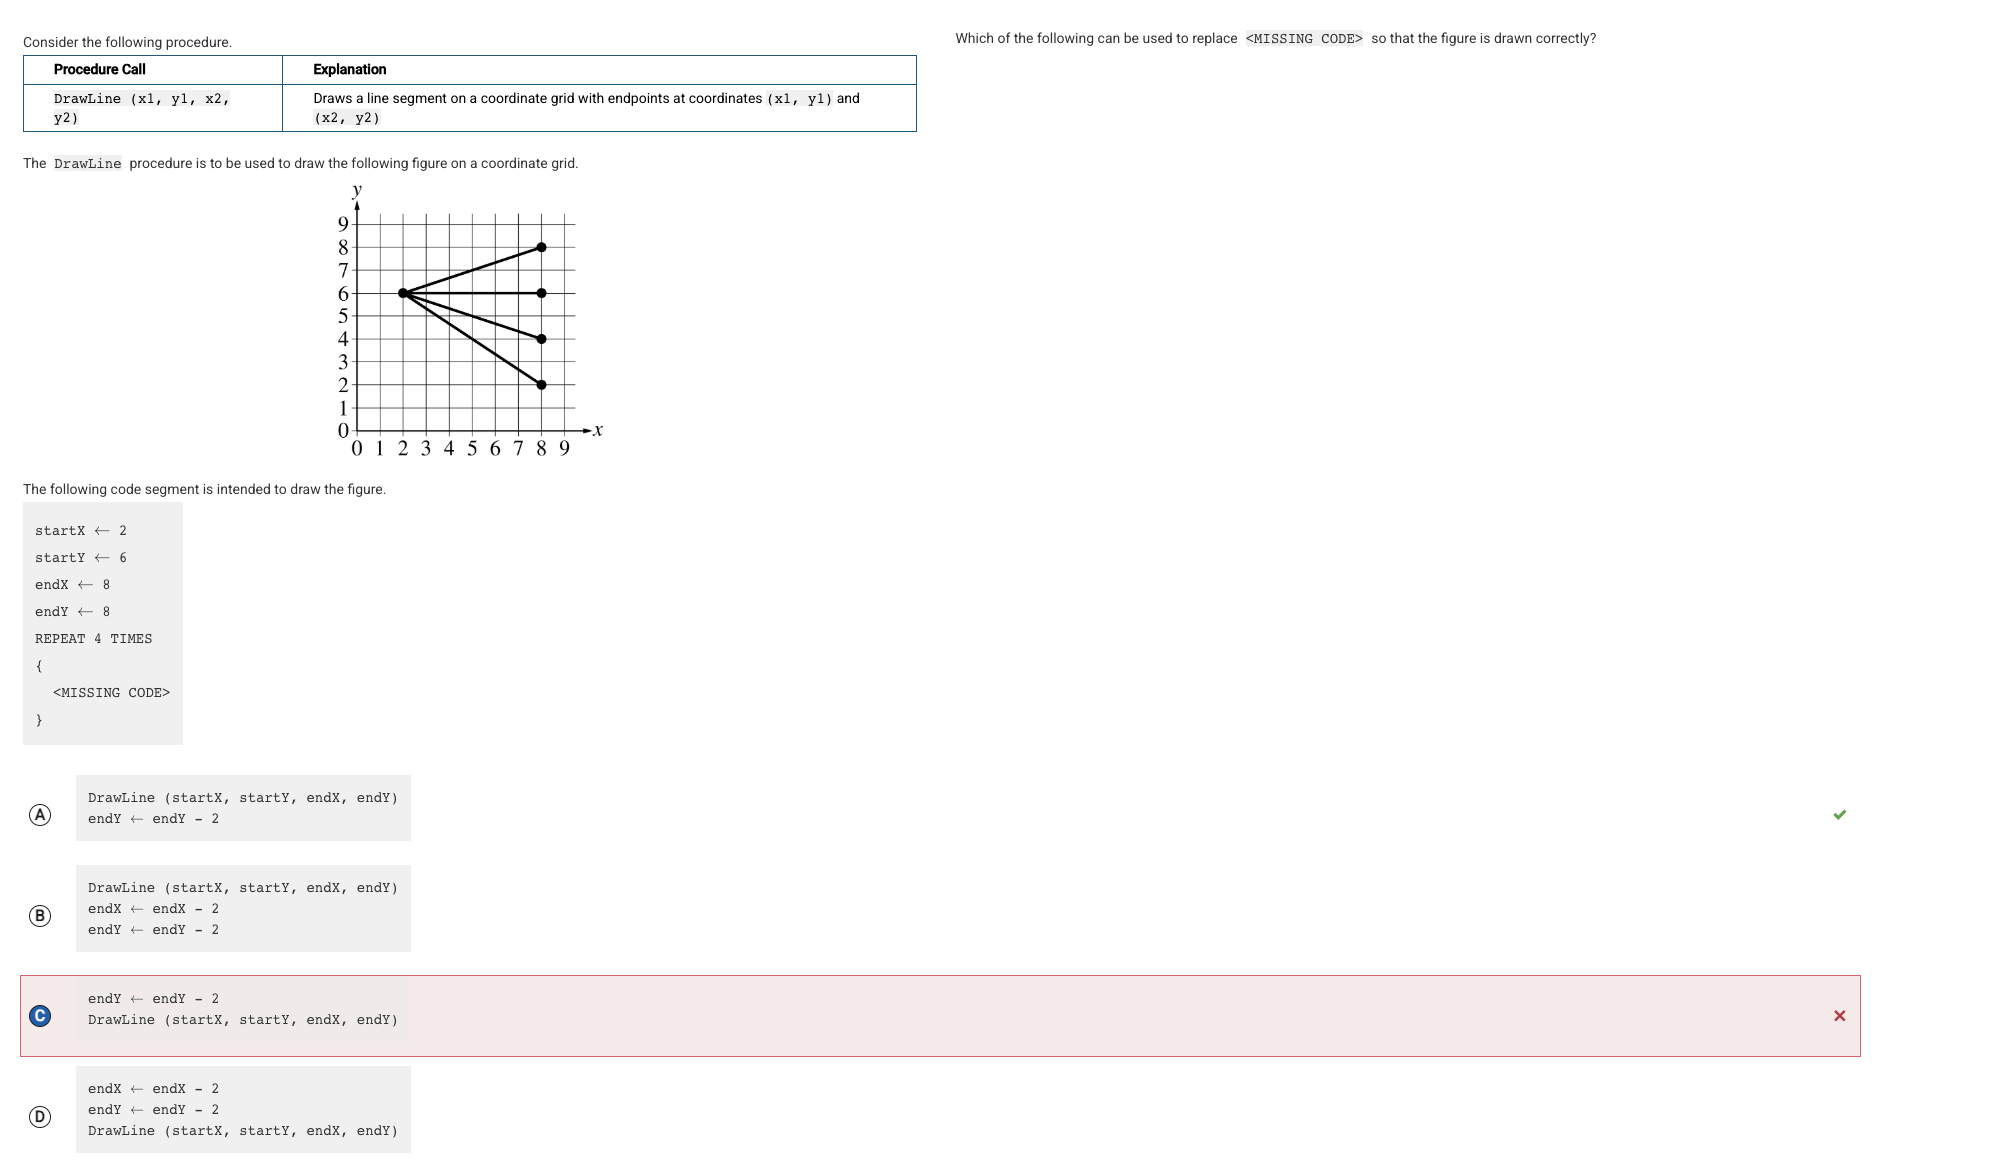 Consider the following procedure.
Procedure Call Explanation
DrawLine (x1, y1, x2, Draws a line segment on a coordinate grid with endpoints at coordinates (x1, y1) and
y2) (x2, y2)
The DrawLine procedure is to be used to draw the following figure on a coordinate grid.
y
9
8
7
6
5
4
3
2
1
0 x
0 1 2 3 4 5 6 7 8 9
The following code segment is intended to draw the figure.
startX ← 2
startY ← 6
endX ← 8
endY ← 8
REPEAT 4 TIMES
{
<MISSING CODE>
}
Which of the following can be used to replace <MISSING CODE> so that the figure is drawn correctly?
A
DrawLine (startX, startY, endX, endY)
endY ← endY - 2
B
DrawLine (startX, startY, endX, endY)
endX ← endX - 2
endY ← endY - 2
C
endY ← endY - 2
DrawLine (startX, startY, endX, endY)
D
endX ← endX - 2
endY ← endY - 2
DrawLine (startX, startY, endX, endY)